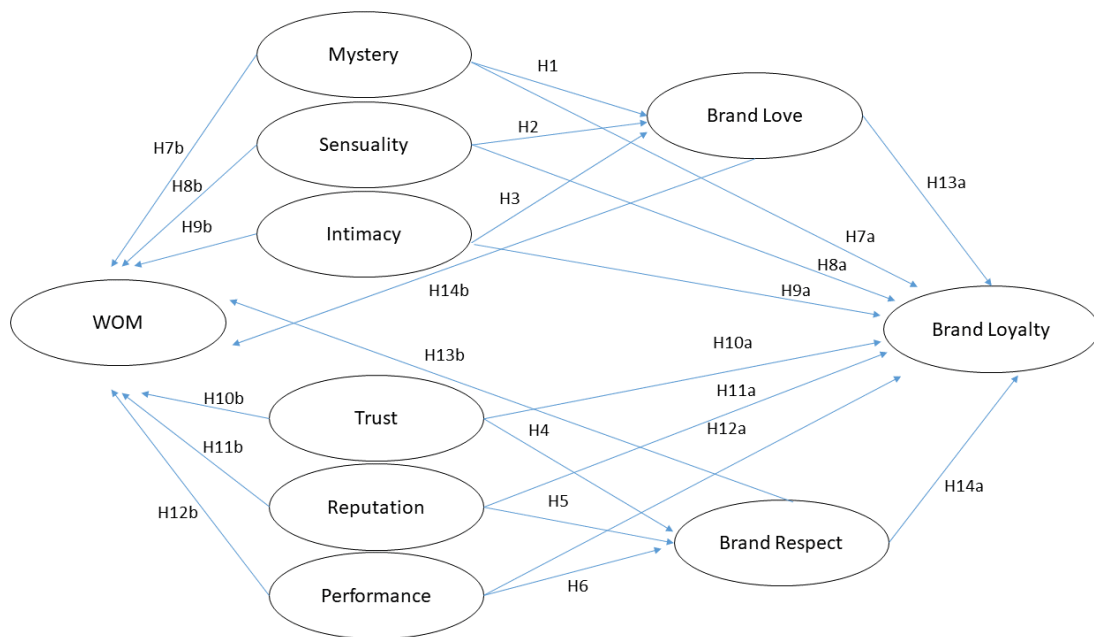 Mystery
H1
Brand Love
H2
Sensuality
H7b
H13a
H8b
H3
H9b
Intimacy
H7a
H8a
H14b
H9a
WOM
Brand Loyalty
H10a
H13b
H11a
H10b
Trust
H4
H12a
H11b
H14a
H5
Reputation
H12b
Brand Respect
H6
Performance